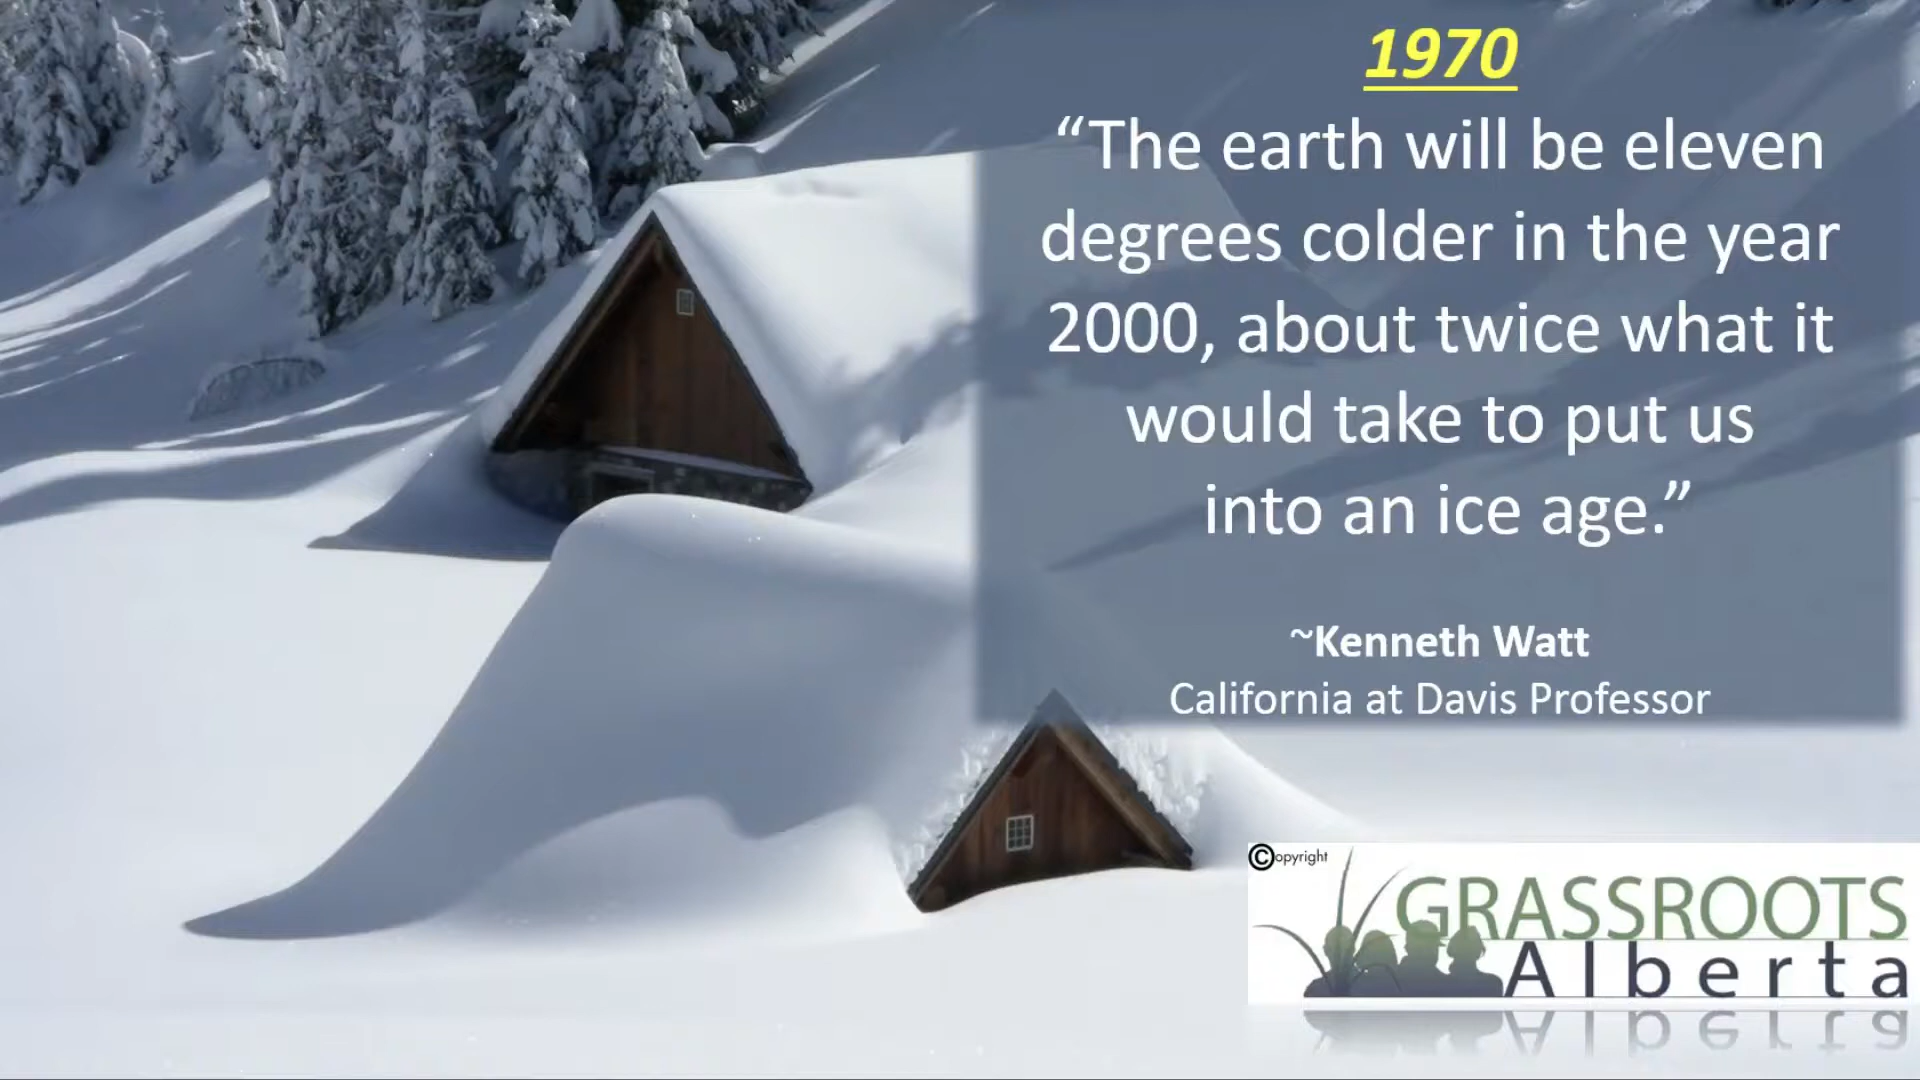 1970
“The earth will be eleven
degrees colder in the year
2000, about twice what it
would take to put us
into an ice age.”
~Kenneth Watt
California at Davis Professor
©opyright
GRASSROOTS
Alberta